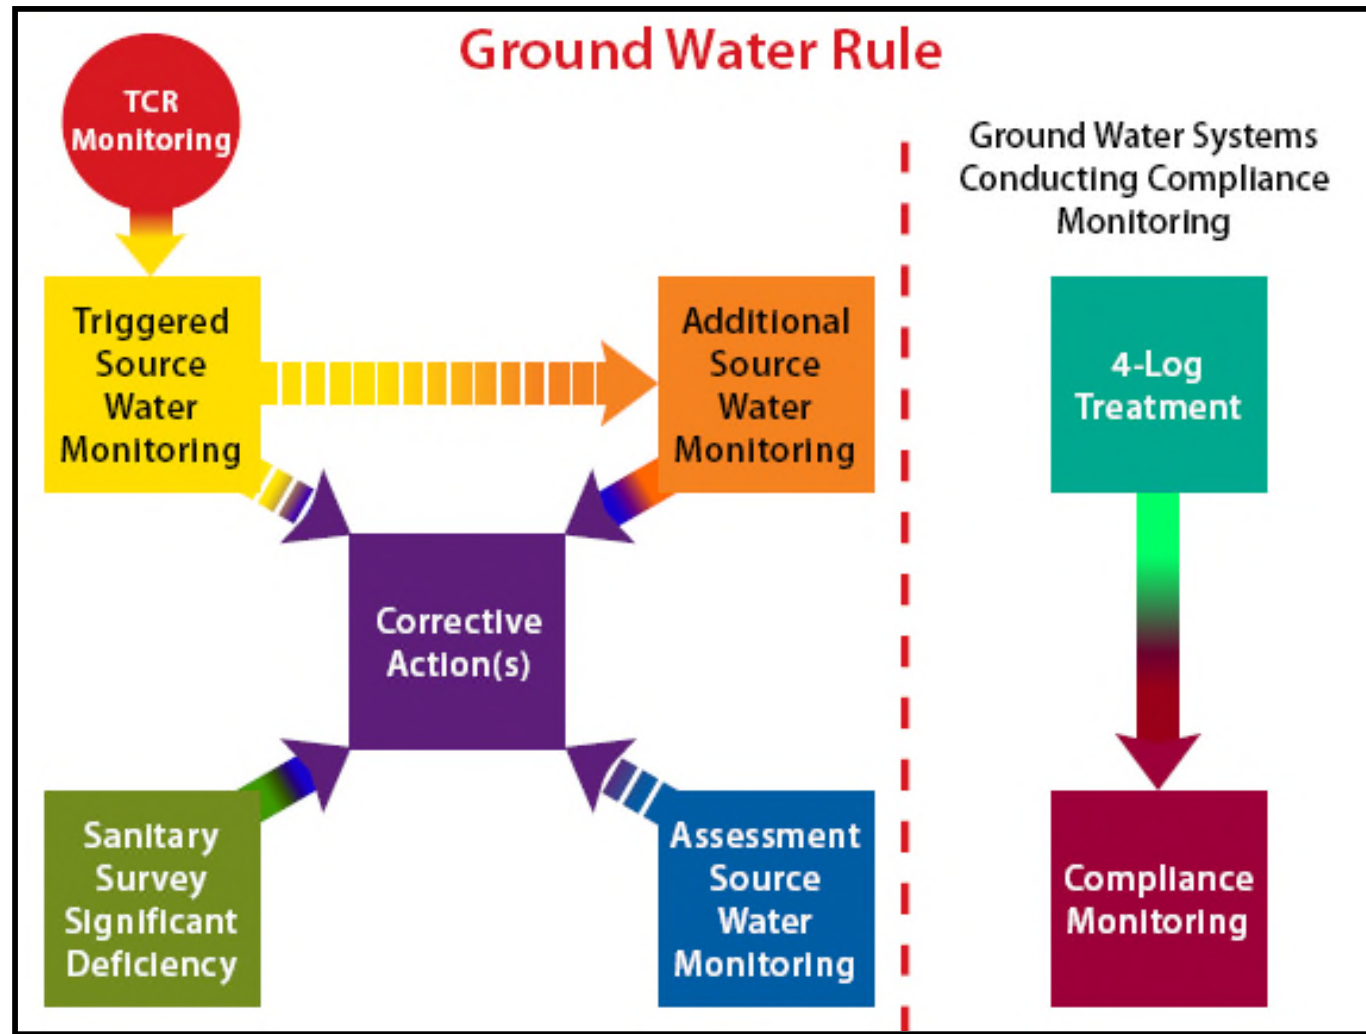 Ground Water Rule
TCR
Monitoring
Triggered
Source
Water
Monitoring
Additional
Source
Water
Monitoring
Corrective
Action(s)
Sanitary
Survey
Significant
Deficiency
Assessment
Source
Water
Monitoring
Ground Water Systems
Conducting Compliance
Monitoring
4-Log
Treatment
Compliance
Monitoring